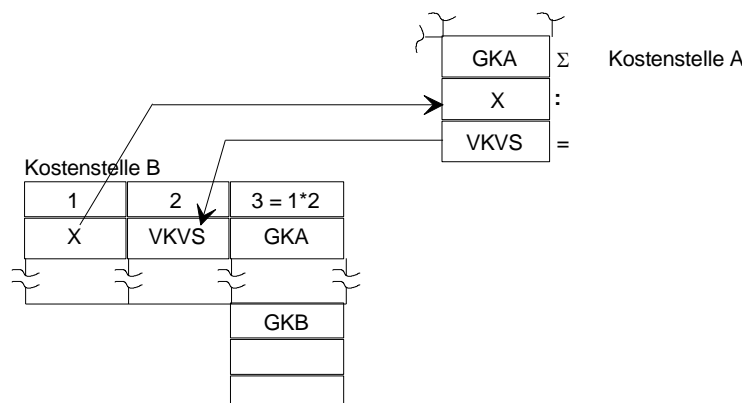 GKA Σ Kostenstelle A
X :
VKVS =
Kostenstelle B
1 2 3 = 1*2
X VKVS GKA
GKB